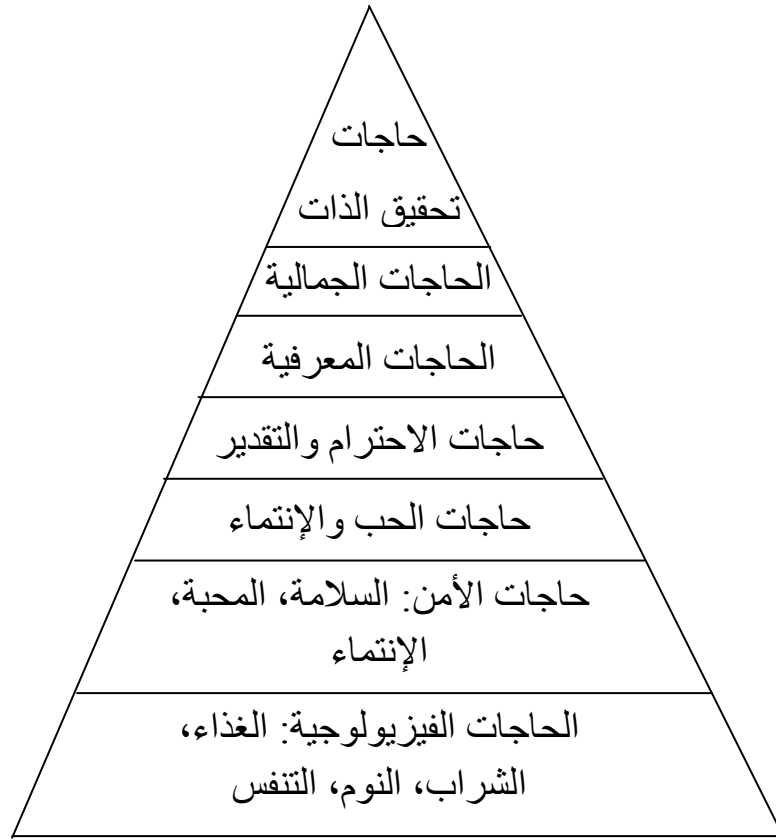 حاجات
تحقيق الذات
الحاجات الجمالية
الحاجات المعرفية
حاجات الاحترام والتقدير
حاجات الحب والإنتماء
حاجات الأمن: السلامة، المحبة،
الإنتماء
الحاجات الفيزيولوجية: الغذاء،
الشراب، النوم، التنفس